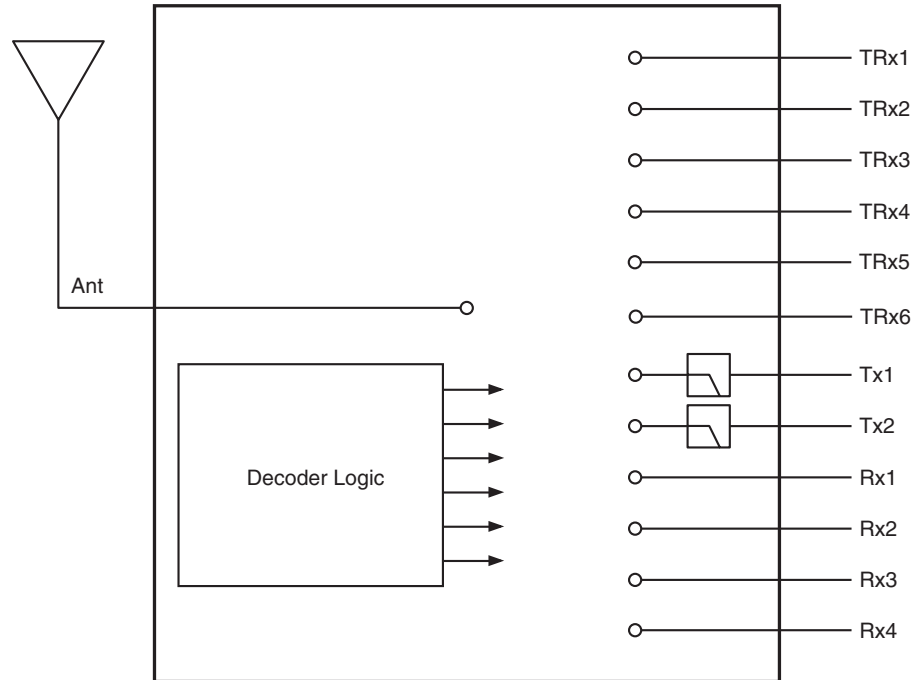 TRx1
TRx2
TRx3
TRx4
TRx5
Ant
TRx6
Tx1
Tx2
Decoder Logic
Rx1
Rx2
Rx3
Rx4